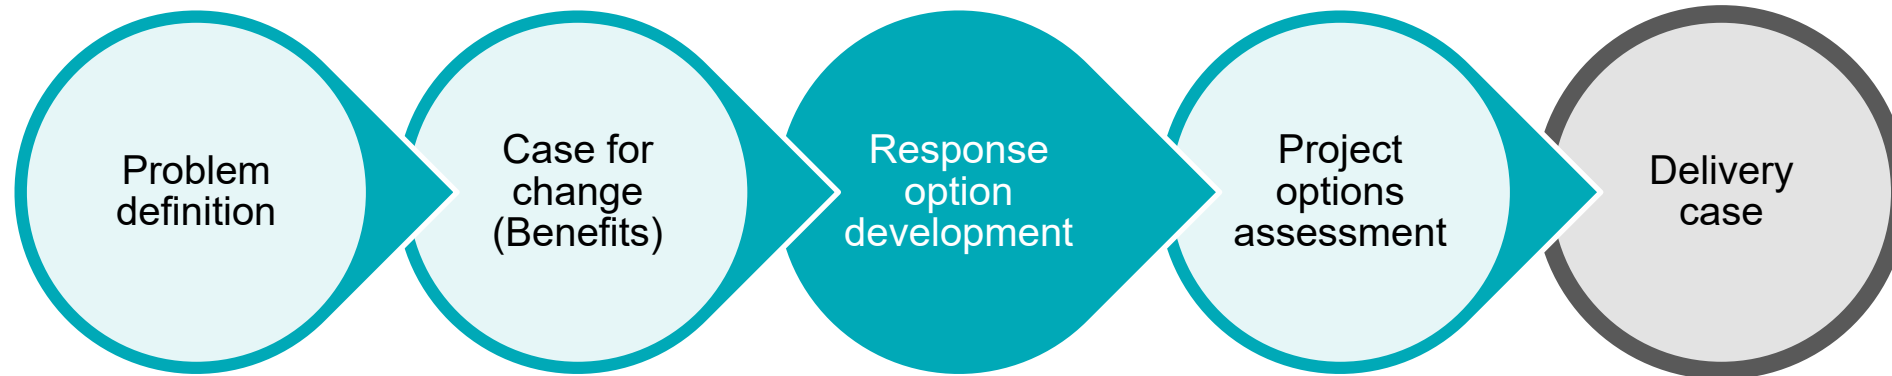 Problem
definition
Case for
change
(Benefits)
Response
option
development
Project
options
assessment
Delivery
case